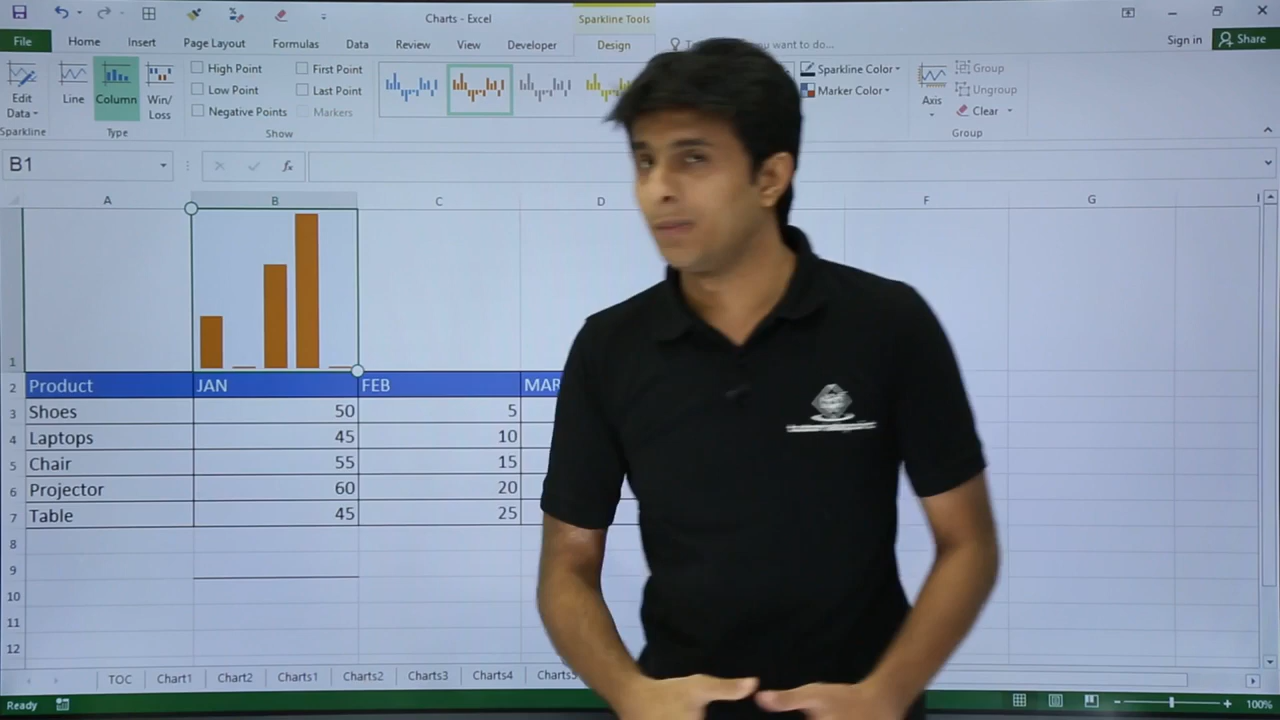 Charts - Excel
Sparkline Tools
File Home Insert Page Layout Formulas Data Review View Developer Design you want to do... Sign in Share
Edit Data
Line
Column
Win/ Loss
High Point
Low Point
Negative Points
First Point
Last Point
Markers
Sparkline Color
Marker Color
Axis
Group
Ungroup
Clear
Sparkline Type Show Group
B1
fx
A B C D F G
1
2 Product JAN FEB MAR
3 Shoes 50 5
4 Laptops 45 10
5 Chair 55 15
6 Projector 60 20
7 Table 45 25
8
9
10
11
12
TOC Chart1 Chart2 Charts1 Charts2 Charts3 Charts4
Ready 100%